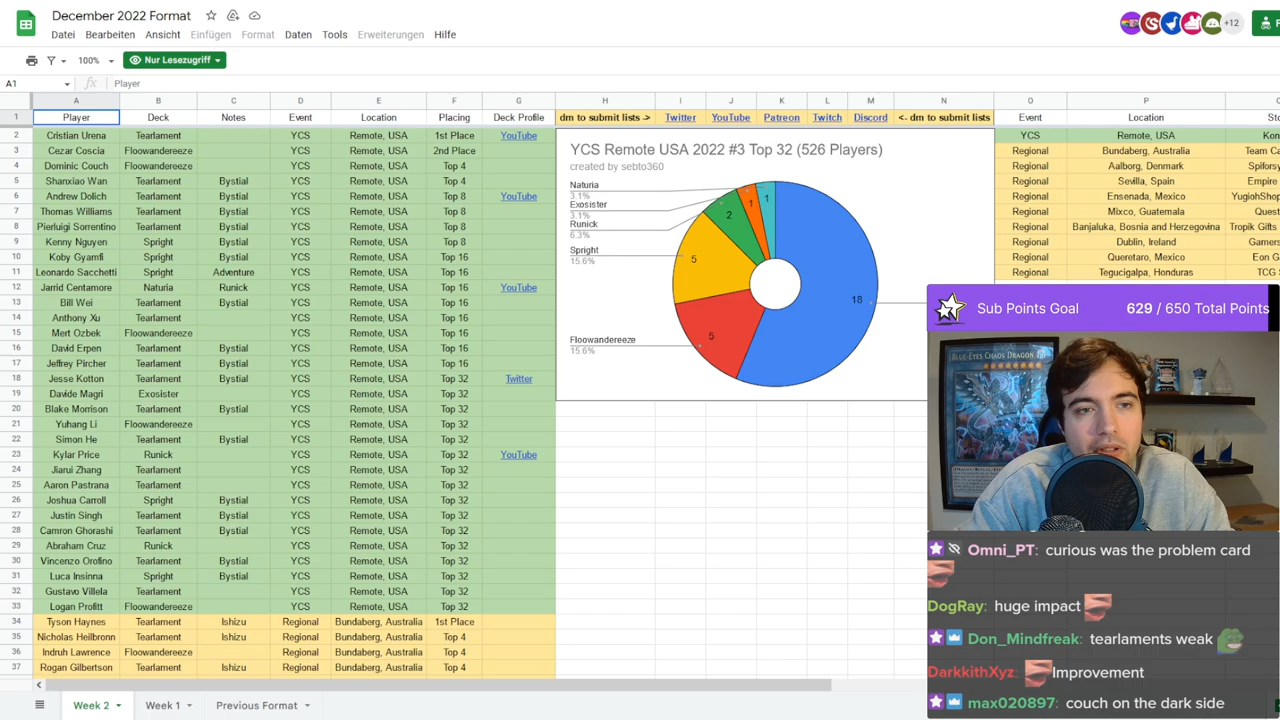 December 2022 Format
Datei Bearbeiten Ansicht Einfügen Format Daten Tools Erweiterungen Hilfe
+12
100% Nur Lesezugriff
A1 fx Player
A B C D E F G H I J K L M N O P
1 Player Deck Notes Event Location Placing Deck Profile dm to submit lists -> Twitter YouTube Patreon Twitch Discord <- dm to submit lists Event Location Sto
2 Cristian Urena Tearlament YCS Remote, USA 1st Place YouTube YCS Remote, USA
3 Cezar Coscia Floowandereeze YCS Remote, USA 2nd Place Regional Bundaberg, Australia Team Ca
4 Dominic Couch Floowandereeze YCS Remote, USA Top 4 Regional Aalborg, Denmark Spilforsy
5 Shanxiao Wan Tearlament Bystial YCS Remote, USA Top 4 Regional Sevilla, Spain YugiohShop
6 Andrew Dolich Tearlament Bystial YCS Remote, USA Top 8 YouTube Regional Ensenada, Mexico Roma
7 Thomas Williams Tearlament Bystial YCS Remote, USA Top 8 Regional Mixco, Guatemala Quest
8 Pierluigi Sorrentino Tearlament Bystial YCS Remote, USA Top 8 Regional Banjaluka, Bosnia and Herzegovina Tropik Gifts
9 Kenny Nguyen Spright Bystial YCS Remote, USA Top 8 Regional Dublin, Ireland
10 Koby Gyamfi Spright Bystial YCS Remote, USA Top 16 Regional Queretaro, Mexico Eon G
11 Leonardo Sacchetti Spright Adventure YCS Remote, USA Top 16 Regional Tegucigalpa, Honduras TCG S
12 Jarrid Centamore Naturia Runick YCS Remote, USA Top 16 YouTube
13 Bill Wei Tearlament Bystial YCS Remote, USA Top 16
14 Anthony Xu Tearlament YCS Remote, USA Top 16
15 Mert Ozbek Floowandereeze YCS Remote, USA Top 16
16 David Erpen Tearlament Bystial YCS Remote, USA Top 16
17 Jeffrey Pircher Tearlament Bystial YCS Remote, USA Top 16
18 Jesse Kotton Tearlament Bystial YCS Remote, USA Top 32 Twitter
19 Davide Magri Exosister YCS Remote, USA Top 32
20 Blake Morrison Tearlament Bystial YCS Remote, USA Top 32
21 Yuhang Li Floowandereeze YCS Remote, USA Top 32
22 Simon He Tearlament Bystial YCS Remote, USA Top 32
23 Kylar Price Runick YCS Remote, USA Top 32 YouTube
24 Jiarui Zhang Tearlament YCS Remote, USA Top 32
25 Aaron Pastrana Tearlament YCS Remote, USA Top 32
26 Joshua Carroll Spright Bystial YCS Remote, USA Top 32
27 Justin Singh Tearlament Bystial YCS Remote, USA Top 32
28 Camron Ghorashi Tearlament Bystial YCS Remote, USA Top 32
29 Abraham Cruz Runick YCS Remote, USA Top 32
30 Vincenzo Orofino Tearlament Bystial YCS Remote, USA Top 32
31 Luca Insinna Spright Bystial YCS Remote, USA Top 32
32 Gustavo Villela Tearlament YCS Remote, USA Top 32
33 Logan Profitt Floowandereeze YCS Remote, USA Top 32
34 Tyson Haynes Tearlament Ishizu Regional Bundaberg, Australia 1st Place
35 Nicholas Heilbronn Tearlament Ishizu Regional Bundaberg, Australia Top 4
36 Indruh Lawrence Floowandereeze Regional Bundaberg, Australia Top 4
37 Rogan Gilbertson Tearlament Ishizu Regional Bundaberg, Australia Top 4
YCS Remote USA 2022 #3 Top 32 (526 Players)
created by sebto360
Naturia
3.1%
Exosister
3.1%
Runick
6.3%
Spright
15.6%
Floowandereeze
15.6%
1
1
2
5
5
18
Sub Points Goal 629 / 650 Total Points
BLUE-EYES CHAOS DRAGON
Omni_PT: curious was the problem card
DogRay: huge impact
Don_Mindfreak: tearlaments weak
DarkkithXyz: Improvement
max020897: couch on the dark side
Week 2 Week 1 Previous Format